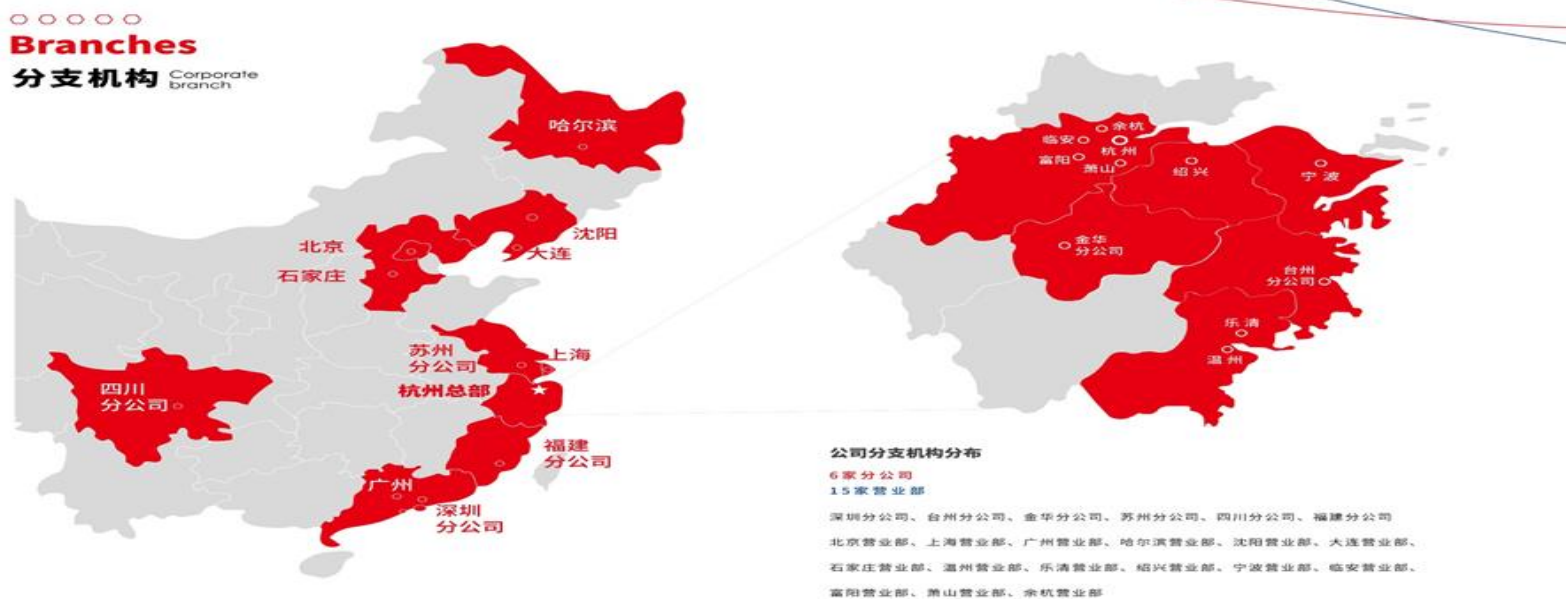 Branches
分支机构 Corporate
branch
哈尔滨
北京
沈阳
大连
石家庄
苏州
分公司
上海
杭州总部
四川
分公司
福建
分公司
广州
深圳
分公司
余杭
临安
杭州
富阳
萧山
绍兴
宁波
金华
分公司
台州
分公司
乐清
温州
公司分支机构分布
6家分公司
15家营业部
深圳分公司、台州分公司、金华分公司、苏州分公司、四川分公司、福建分公司
北京营业部、上海营业部、广州营业部、哈尔滨营业部、沈阳营业部、大连营业部、
石家庄营业部、温州营业部、乐清营业部、绍兴营业部、宁波营业部、临安营业部、
富阳营业部、萧山营业部、余杭营业部